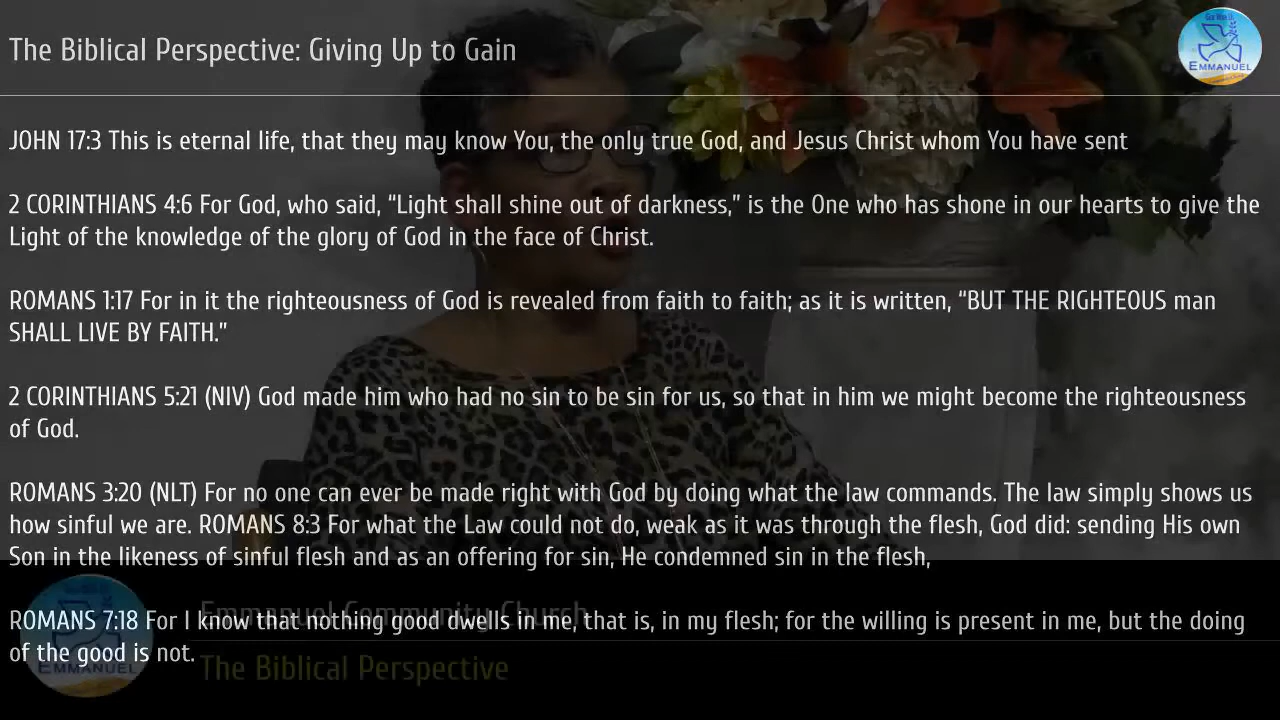 The Biblical Perspective: Giving Up to Gain
God With Us
EMMANUEL
JOHN 17:3 This is eternal life, that they may know You, the only true God, and Jesus Christ whom You have sent
2 CORINTHIANS 4:6 For God, who said, “Light shall shine out of darkness,” is the One who has shone in our hearts to give the
Light of the knowledge of the glory of God in the face of Christ.
ROMANS 1:17 For in it the righteousness of God is revealed from faith to faith; as it is written, “BUT THE RIGHTEOUS man
SHALL LIVE BY FAITH.”
2 CORINTHIANS 5:21 (NIV) God made him who had no sin to be sin for us, so that in him we might become the righteousness
of God.
ROMANS 3:20 (NLT) For no one can ever be made right with God by doing what the law commands. The law simply shows us
how sinful we are. ROMANS 8:3 For what the Law could not do, weak as it was through the flesh, God did: sending His own
Son in the likeness of sinful flesh and as an offering for sin, He condemned sin in the flesh,
Emmanuel Community Church
ROMANS 7:18 For I know that nothing good dwells in me, that is, in my flesh; for the willing is present in me, but the doing
of the good is not.
EMMANUEL
The Biblical Perspective